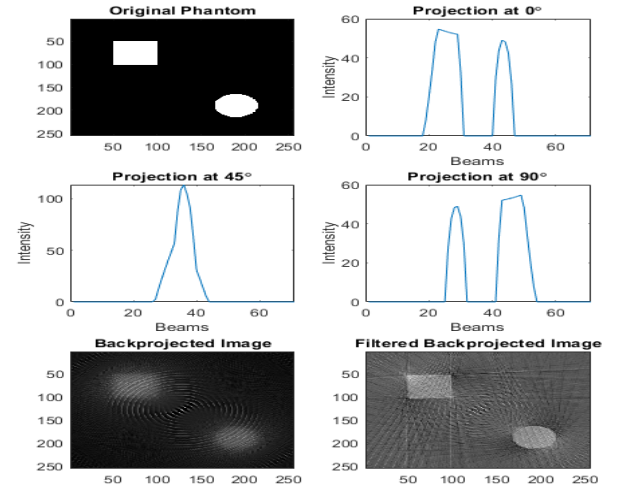 Original Phantom
50
100
150
200
250
50 100 150 200 250
Projection at 0°
Intensity
60
40
20
0
0 20 40 60
Beams
Projection at 45°
Intensity
100
50
0
0 20 40 60
Beams
Projection at 90°
Intensity
60
40
20
0
0 20 40 60
Beams
Backprojected Image
50
100
150
200
250
50 100 150 200 250
Filtered Backprojected Image
50
100
150
200
250
50 100 150 200 250